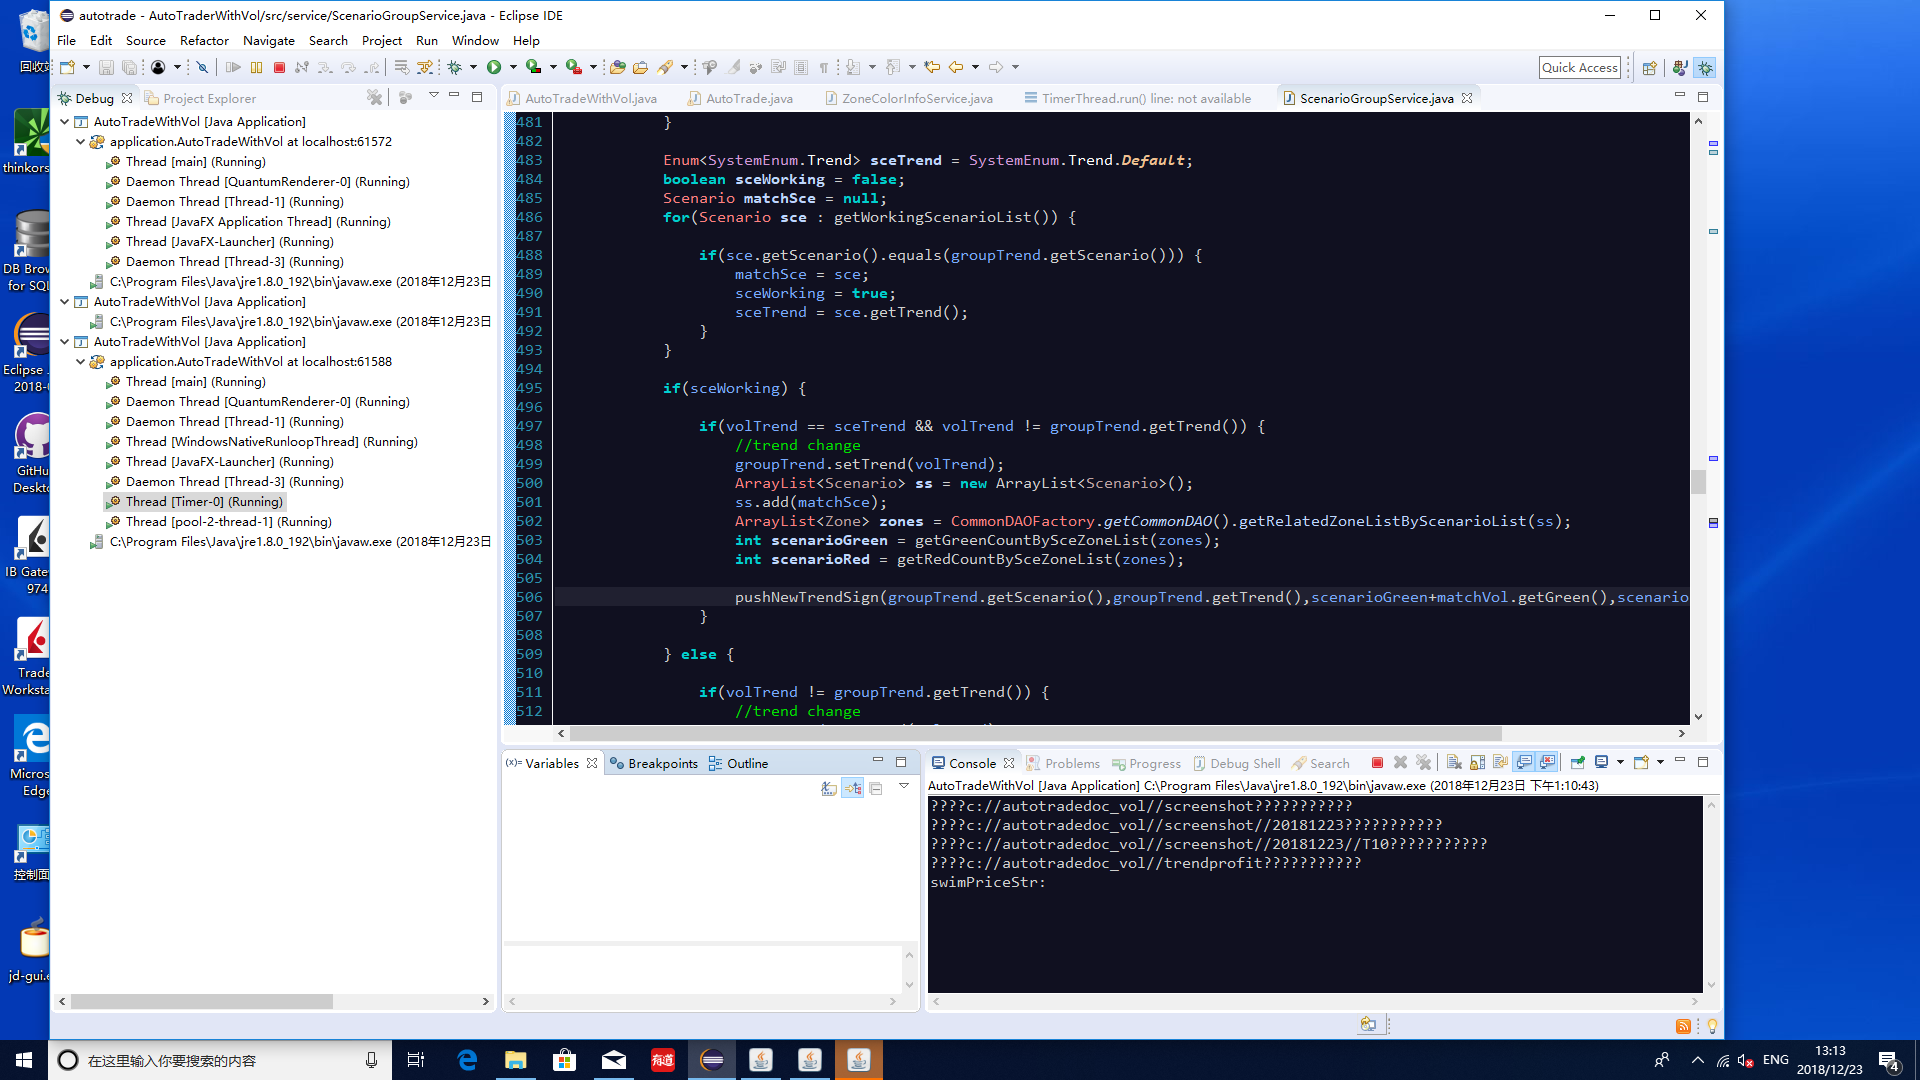 autotrade - AutoTraderWithVol/src/service/ScenarioGroupService.java - Eclipse IDE
File Edit Source Refactor Navigate Search Project Run Window Help
Quick Access
Debug Project Explorer
AutoTradeWithVol [Java Application]
application.AutoTradeWithVol at localhost:61572
Thread [main] (Running)
Daemon Thread [QuantumRenderer-0] (Running)
Daemon Thread [Thread-1] (Running)
Thread [JavaFX Application Thread] (Running)
Thread [JavaFX-Launcher] (Running)
Daemon Thread [Thread-3] (Running)
C:\Program Files\Java\jre1.8.0_192\bin\javaw.exe (2018年12月23日
AutoTradeWithVol [Java Application]
C:\Program Files\Java\jre1.8.0_192\bin\javaw.exe (2018年12月23日
AutoTradeWithVol [Java Application]
application.AutoTradeWithVol at localhost:61588
Thread [main] (Running)
Daemon Thread [QuantumRenderer-0] (Running)
Daemon Thread [Thread-1] (Running)
Thread [WindowsNativeRunloopThread] (Running)
Thread [JavaFX-Launcher] (Running)
Daemon Thread [Thread-3] (Running)
Thread [Timer-0] (Running)
Thread [pool-2-thread-1] (Running)
C:\Program Files\Java\jre1.8.0_192\bin\javaw.exe (2018年12月23日
AutoTradeWithVol.java AutoTrade.java ZoneColorInfoService.java TimerThread.run() line: not available ScenarioGroupService.java
481 }
482
483 Enum<SystemEnum.Trend> sceTrend = SystemEnum.Trend.Default;
484 boolean sceWorking = false;
485 Scenario matchSce = null;
486 for(Scenario sce : getWorkingScenarioList()) {
487
488 if(sce.getScenario().equals(groupTrend.getScenario())) {
489 matchSce = sce;
490 sceWorking = true;
491 sceTrend = sce.getTrend();
492 }
493 }
494
495 if(sceWorking) {
496
497 if(volTrend == sceTrend && volTrend != groupTrend.getTrend()) {
498 //trend change
499 groupTrend.setTrend(volTrend);
500 ArrayList<Scenario> ss = new ArrayList<Scenario>();
501 ss.add(matchSce);
502 ArrayList<Zone> zones = CommonDAOFactory.getCommonDAO().getRelatedZoneListByScenarioList(ss);
503 int scenarioGreen = getGreenCountBySceZoneList(zones);
504 int scenarioRed = getRedCountBySceZoneList(zones);
505
506 pushNewTrendSign(groupTrend.getScenario(),groupTrend.getTrend(),scenarioGreen+matchVol.getGreen(),scenario
507 }
508
509 } else {
510
511 if(volTrend != groupTrend.getTrend()) {
512 //trend change
(x)= Variables Breakpoints Outline
Console Problems Progress Debug Shell Search
AutoTradeWithVol [Java Application] C:\Program Files\Java\jre1.8.0_192\bin\javaw.exe (2018年12月23日 下午1:10:43)
????c://autotradedoc_vol//screenshot???????????
????c://autotradedoc_vol//screenshot//20181223???????????
????c://autotradedoc_vol//screenshot//20181223//T10???????????
????c://autotradedoc_vol//trendprofit???????????
swimPriceStr:
回收
thinkors
DB Brow
for SQL
Eclipse
2018-
GitHu
Deskto
IB Gate
974
Trade
Worksta
Micros
Edge
控制面
jd-gui.e
在这里输入你要搜索的内容
有道
ENG
13:13
2018/12/23
4